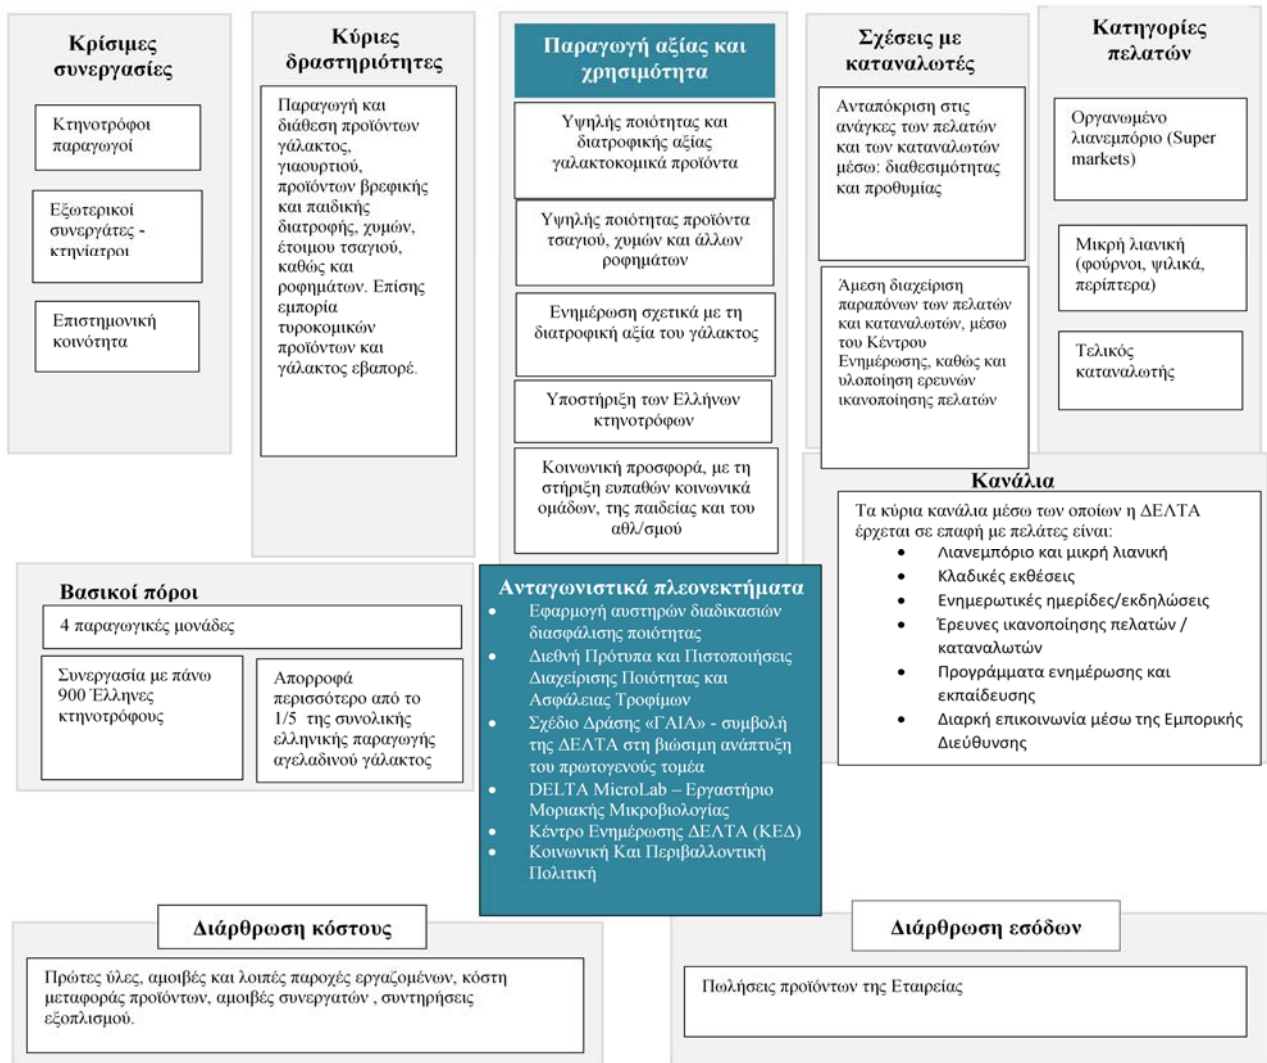 Κρίσιμες
συνεργασίες
Κτηνοτρόφοι
παραγωγοί
Εξωτερικοί
συνεργάτες -
κτηνίατροι
Επιστημονική
κοινότητα
Κύριες
δραστηριότητες
Παραγωγή και
διάθεση προϊόντων
γάλακτος,
γιαουρτιού,
προϊόντων βρεφικής
και παιδικής
διατροφής, χυμών,
έτοιμου τσαγιού,
καθώς και
ροφημάτων. Επίσης
εμπορία
τυροκομικών
προϊόντων και
γάλακτος εβαπορέ.
Παραγωγή αξίας και
χρησιμότητα
Υψηλής ποιότητας και
διατροφικής αξίας
γαλακτοκομικά προϊόντα
Υψηλής ποιότητας προϊόντα
τσαγιού, χυμών και άλλων
ροφημάτων
Ενημέρωση σχετικά με τη
διατροφική αξία του γάλακτος
Υποστήριξη των Ελλήνων
κτηνοτρόφων
Κοινωνική προσφορά, με τη
στήριξη ευπαθών κοινωνικά
ομάδων, της παιδείας και του
αθλ/σμού
Σχέσεις με
καταναλωτές
Ανταπόκριση στις
ανάγκες των πελατών
και των καταναλωτών
μέσω: διαθεσιμότητας
και προθυμίας
Άμεση διαχείριση
παραπόνων των πελατών
και καταναλωτών, μέσω
του Κέντρου
Ενημέρωσης, καθώς και
υλοποίηση ερευνών
ικανοποίησης πελατών
Κατηγορίες
πελατών
Οργανωμένο
λιανεμπόριο (Super
markets)
Μικρή λιανική
(φούρνοι, ψιλικά,
περίπτερα)
Τελικός
καταναλωτής
Κανάλια
Τα κύρια κανάλια μέσω των οποίων η ΔΕΛΤΑ
έρχεται σε επαφή με πελάτες είναι:
• Λιανεμπόριο και μικρή λιανική
• Κλαδικές εκθέσεις
• Ενημερωτικές ημερίδες/εκδηλώσεις
• Έρευνες ικανοποίησης πελατών /
καταναλωτών
• Προγράμματα ενημέρωσης και
εκπαίδευσης
• Διαρκή επικοινωνία μέσω της Εμπορικής
Διεύθυνσης
Βασικοί πόροι
4 παραγωγικές μονάδες
Συνεργασία με πάνω
900 Έλληνες
κτηνοτρόφους
Απορροφά
περισσότερο από το
1/5 της συνολικής
ελληνικής παραγωγής
αγελαδινού γάλακτος
Ανταγωνιστικά πλεονεκτήματα
• Εφαρμογή αυστηρών διαδικασιών
διασφάλισης ποιότητας
• Διεθνή Πρότυπα και Πιστοποιήσεις
Διαχείρισης Ποιότητας και
Ασφάλειας Τροφίμων
• Σχέδιο Δράσης «ΓΑΙΑ» - συμβολή
της ΔΕΛΤΑ στη βιώσιμη ανάπτυξη
του πρωτογενούς τομέα
• DELTA MicroLab – Εργαστήριο
Μοριακής Μικροβιολογίας
• Κέντρο Ενημέρωσης ΔΕΛΤΑ (ΚΕΔ)
• Κοινωνική Και Περιβαλλοντική
Πολιτική
Διάρθρωση κόστους
Πρώτες ύλες, αμοιβές και λοιπές παροχές εργαζομένων, κόστη
μεταφοράς προϊόντων, αμοιβές συνεργατών , συντηρήσεις
εξοπλισμού.
Διάρθρωση εσόδων
Πωλήσεις προϊόντων της Εταιρείας